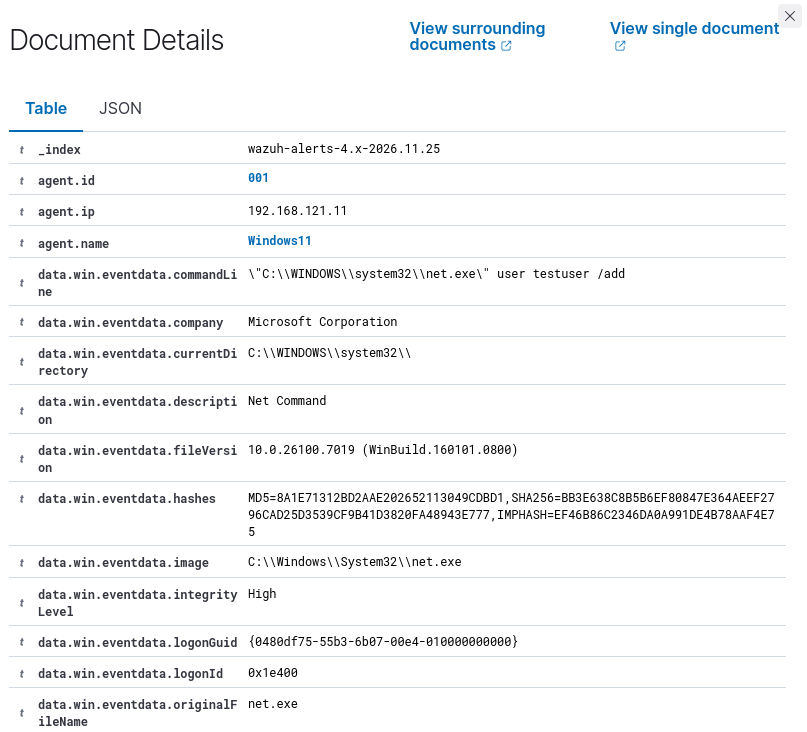 Document Details
View surrounding
documents
View single document
Table JSON
t _index wazuh-alerts-4.x-2026.11.25
t agent.id 001
t agent.ip 192.168.121.11
t agent.name Windows11
t data.win.eventdata.commandLi
ne \"C:\\WINDOWS\\system32\\net.exe\" user testuser /add
t data.win.eventdata.company Microsoft Corporation
t data.win.eventdata.currentDi
rectory C:\\WINDOWS\\system32\\
t data.win.eventdata.descripti
on Net Command
t data.win.eventdata.fileVersi
on 10.0.26100.7019 (WinBuild.160101.0800)
t data.win.eventdata.hashes MD5=8A1E71312BD2AAE202652113049CDBD1,SHA256=BB3E638C8B5B6EF80847E364AEEF27
96CAD25D3539CF9B41D3820FA48943E777,IMPHASH=EF46B86C2346DA0A991DE4B78AAF4E7
5
t data.win.eventdata.image C:\\Windows\\System32\\net.exe
t data.win.eventdata.integrity
Level High
t data.win.eventdata.logonGuid {0480df75-55b3-6b07-00e4-010000000000}
t data.win.eventdata.logonId 0x1e400
t data.win.eventdata.originalF
ileName net.exe